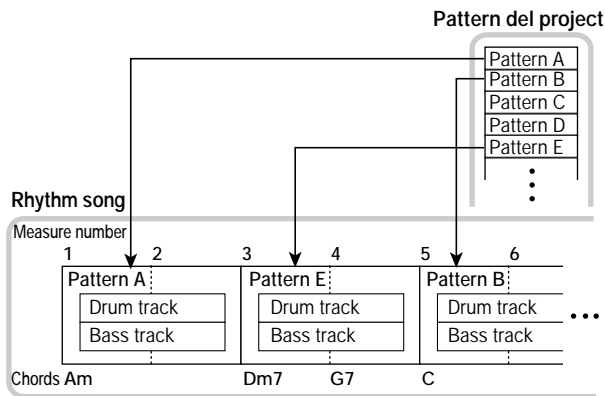 Pattern del project
Pattern A
Pattern B
Pattern C
Pattern D
Pattern E
Rhythm song
Measure number
1 2 3 4 5 6
Pattern A Pattern E Pattern B
Drum track Drum track Drum track
Bass track Bass track Bass track
Chords Am Dm7 G7 C